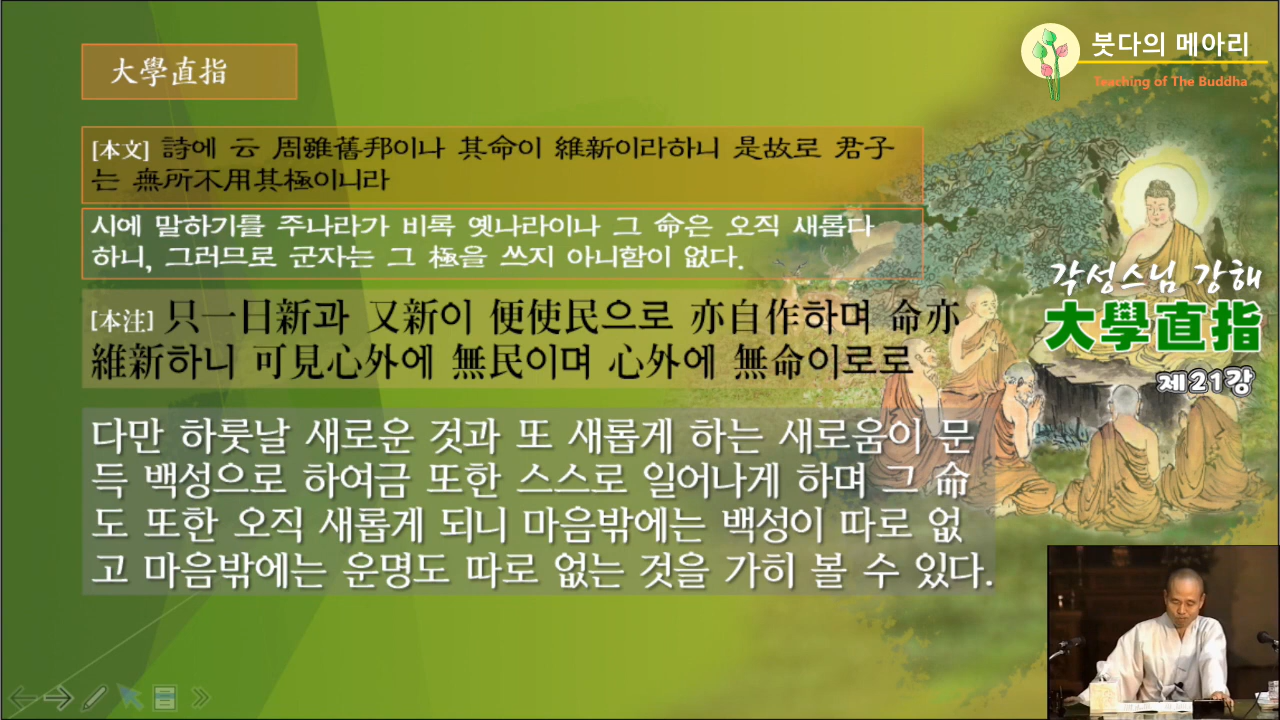 大學直指
붓다의 메아리
Teaching of The Buddha
[本文] 詩에 云 周雖舊邦이나 其命이 維新이라하니 是故로 君子
는 無所不用其極이니라
시에 말하기를 주나라가 비록 옛나라이나 그 命은 오직 새롭다
하니, 그러므로 군자는 그 極을 쓰지 아니함이 없다.
[本注] 只一日新과 又新이 便使民으로 亦自作하며 命亦
維新하니 可見心外에 無民이며 心外에 無命이로로
다만 하룻날 새로운 것과 또 새롭게 하는 새로움이 문
득 백성으로 하여금 또한 스스로 일어나게 하며 그 命
도 또한 오직 새롭게 되니 마음밖에는 백성이 따로 없
고 마음밖에는 운명도 따로 없는 것을 가히 볼 수 있다.
각성스님 강해
大學直指
제21강